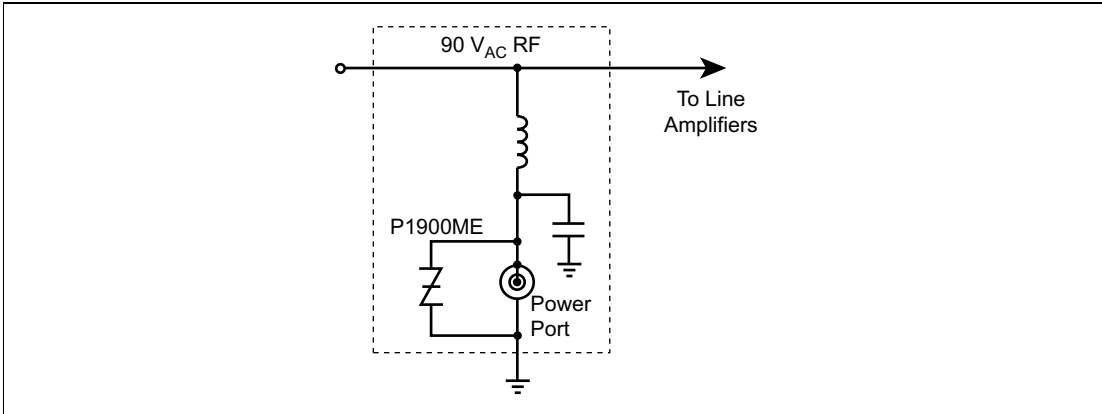 90 VAC RF
To Line
Amplifiers
P1900ME
Power
Port